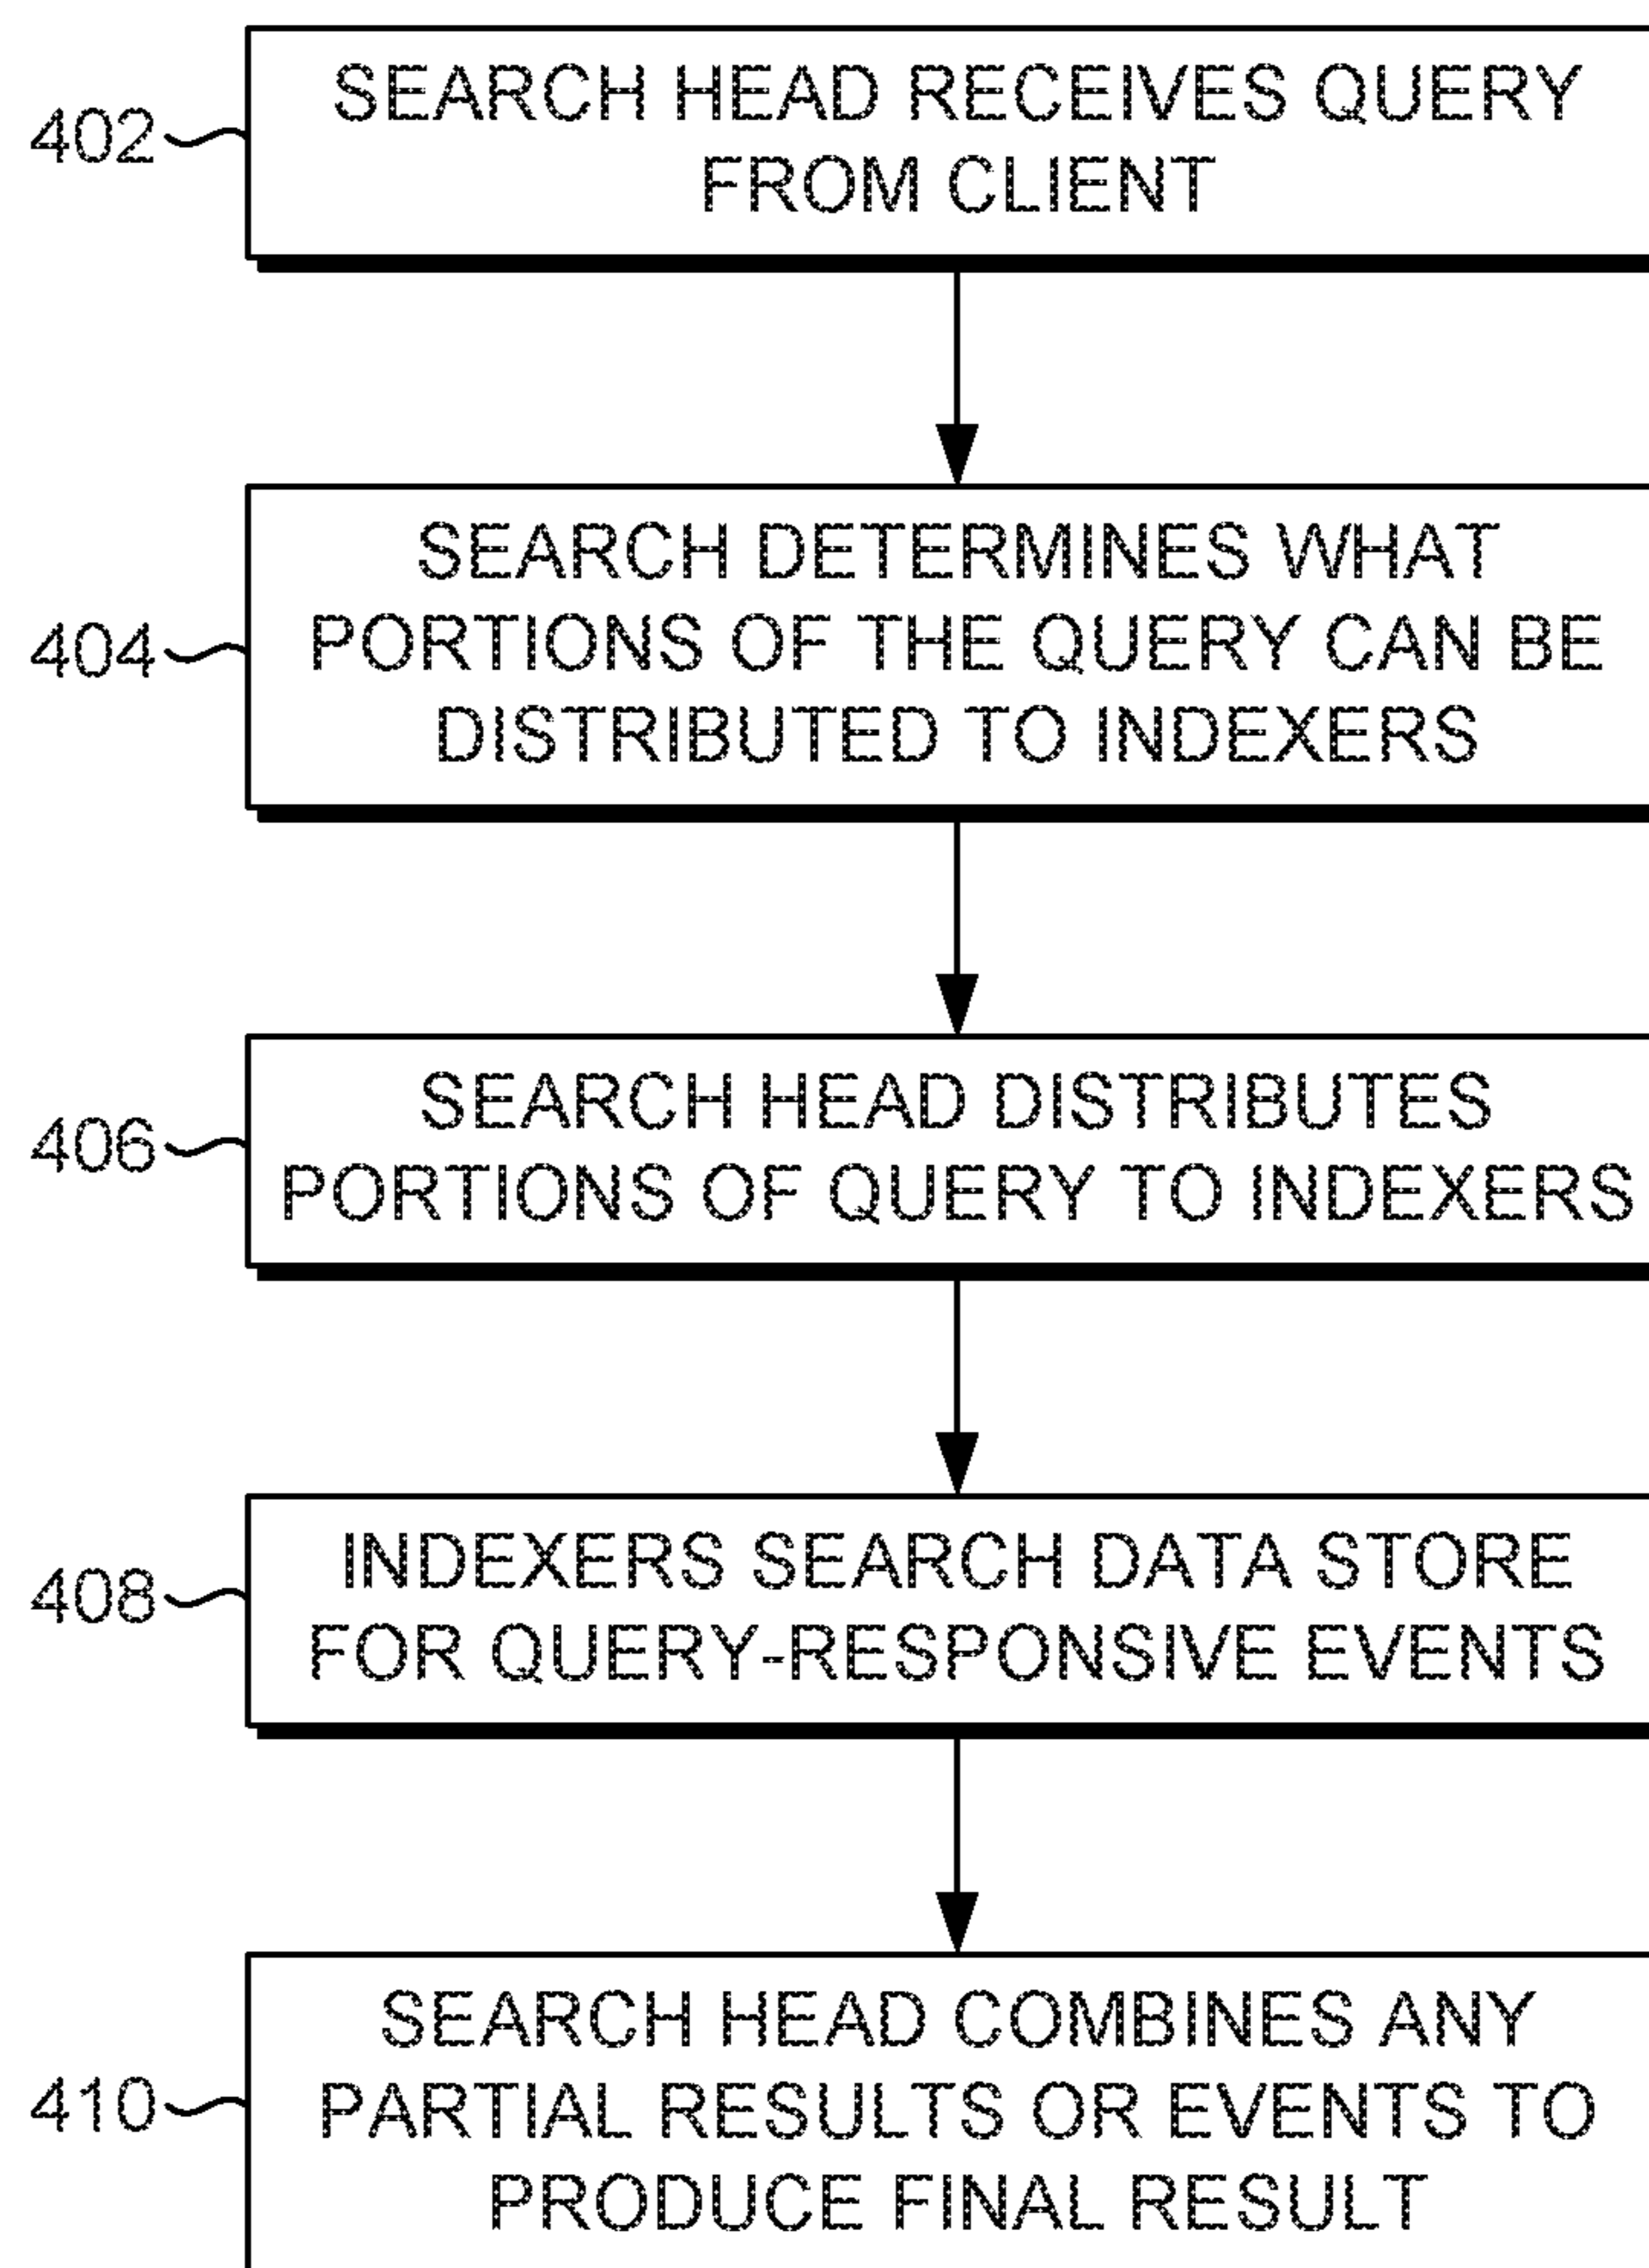 402
SEARCH HEAD RECEIVES QUERY
FROM CLIENT
404
SEARCH DETERMINES WHAT
PORTIONS OF THE QUERY CAN BE
DISTRIBUTED TO INDEXERS
406
SEARCH HEAD DISTRIBUTES
PORTIONS OF QUERY TO INDEXERS
408
INDEXERS SEARCH DATA STORE
FOR QUERY-RESPONSIVE EVENTS
410
SEARCH HEAD COMBINES ANY
PARTIAL RESULTS OR EVENTS TO
PRODUCE FINAL RESULT